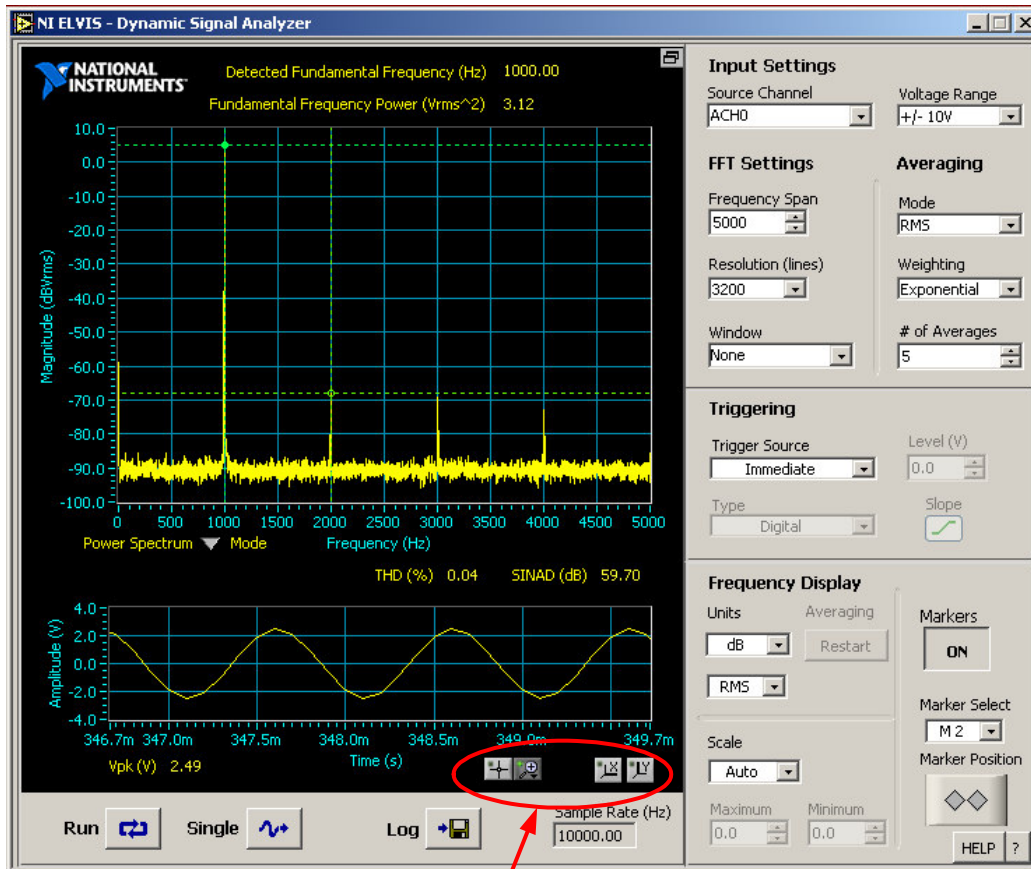 NI ELVIS - Dynamic Signal Analyzer
NATIONAL
INSTRUMENTS
Detected Fundamental Frequency (Hz) 1000.00
Fundamental Frequency Power (Vrms^2) 3.12
10.0
0.0
-10.0
-20.0
-30.0
-40.0
-50.0
-60.0
-70.0
-80.0
-90.0
-100.0
Magnitude (dBVrms)
0 500 1000 1500 2000 2500 3000 3500 4000 4500 5000
Power Spectrum Mode Frequency (Hz)
THD (%) 0.04 SINAD (dB) 59.70
4.0
2.0
0.0
-2.0
-4.0
Amplitude (V)
346.7m 347.0m 347.5m 348.0m 348.5m 349.0m 349.7m
Vpk (V) 2.49 Time (s)
X Y
Run Single Log
Sample Rate (Hz)
10000.00
Input Settings
Source Channel Voltage Range
ACH0 +/- 10V
FFT Settings Averaging
Frequency Span Mode
5000 RMS
Resolution (lines) Weighting
3200 Exponential
Window # of Averages
None 5
Triggering
Trigger Source Level (V)
Immediate 0.0
Type Slope
Digital
Frequency Display
Units Averaging Markers
dB Restart ON
RMS
Marker Select
M 2
Scale Marker Position
Auto
Maximum Minimum
0.0 0.0
HELP ?